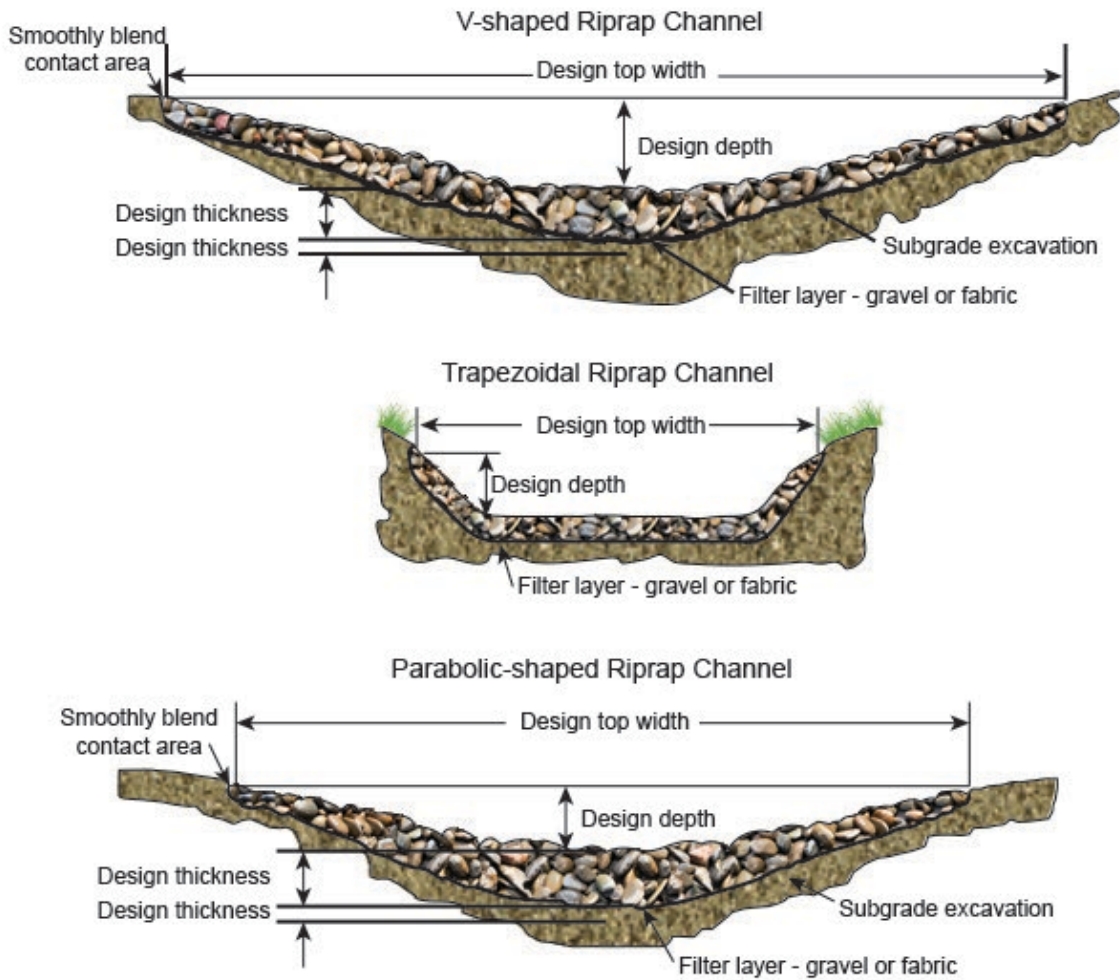 V-shaped Riprap Channel
Smoothly blend
contact area
Design top width
Design depth
Design thickness
Design thickness
Subgrade excavation
Filter layer - gravel or fabric
Trapezoidal Riprap Channel
Design top width
Design depth
Filter layer - gravel or fabric
Parabolic-shaped Riprap Channel
Smoothly blend
contact area
Design top width
Design depth
Design thickness
Design thickness
Subgrade excavation
Filter layer - gravel or fabric